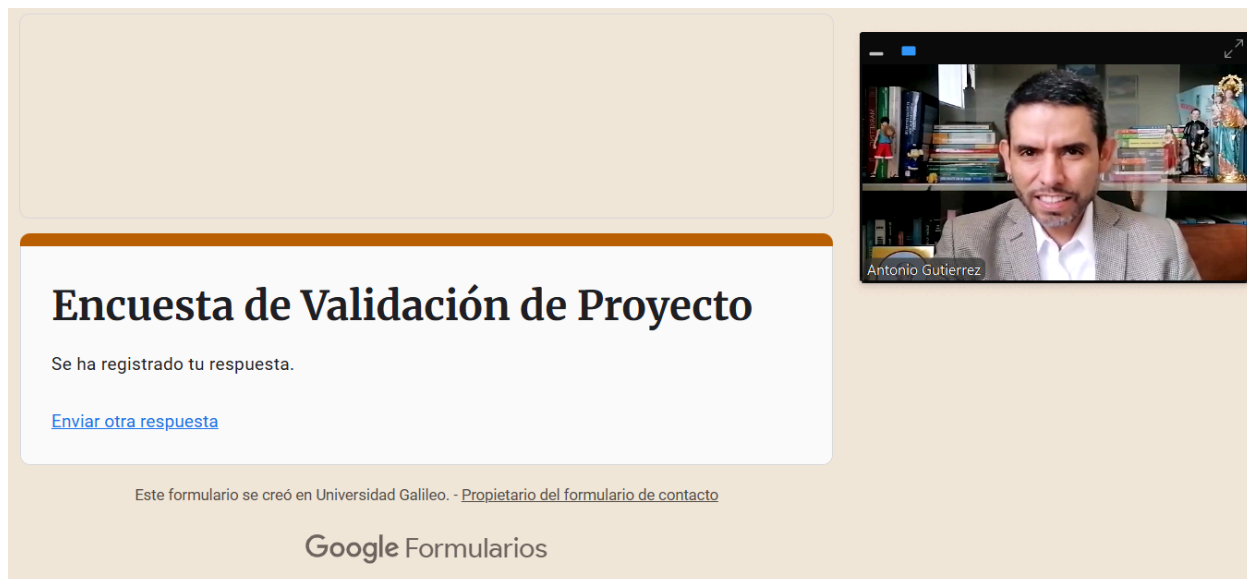 Encuesta de Validación de Proyecto
Se ha registrado tu respuesta.
Enviar otra respuesta
Este formulario se creó en Universidad Galileo. - Propietario del formulario de contacto
Google Formularios
Antonio Gutierrez